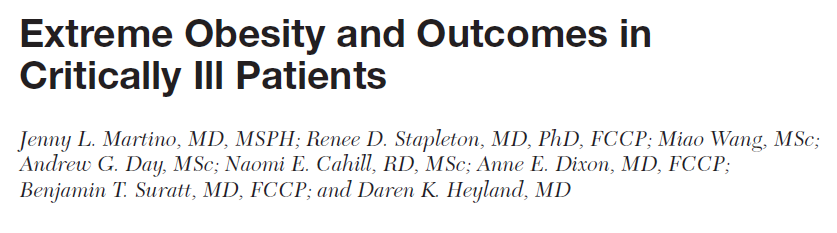 Extreme Obesity and Outcomes in
Critically Ill Patients
Jenny L. Martino, MD, MSPH; Renee D. Stapleton, MD, PhD, FCCP; Miao Wang, MSc;
Andrew G. Day, MSc; Naomi E. Cahill, RD, MSc; Anne E. Dixon, MD, FCCP;
Benjamin T. Suratt, MD, FCCP; and Daren K. Heyland, MD